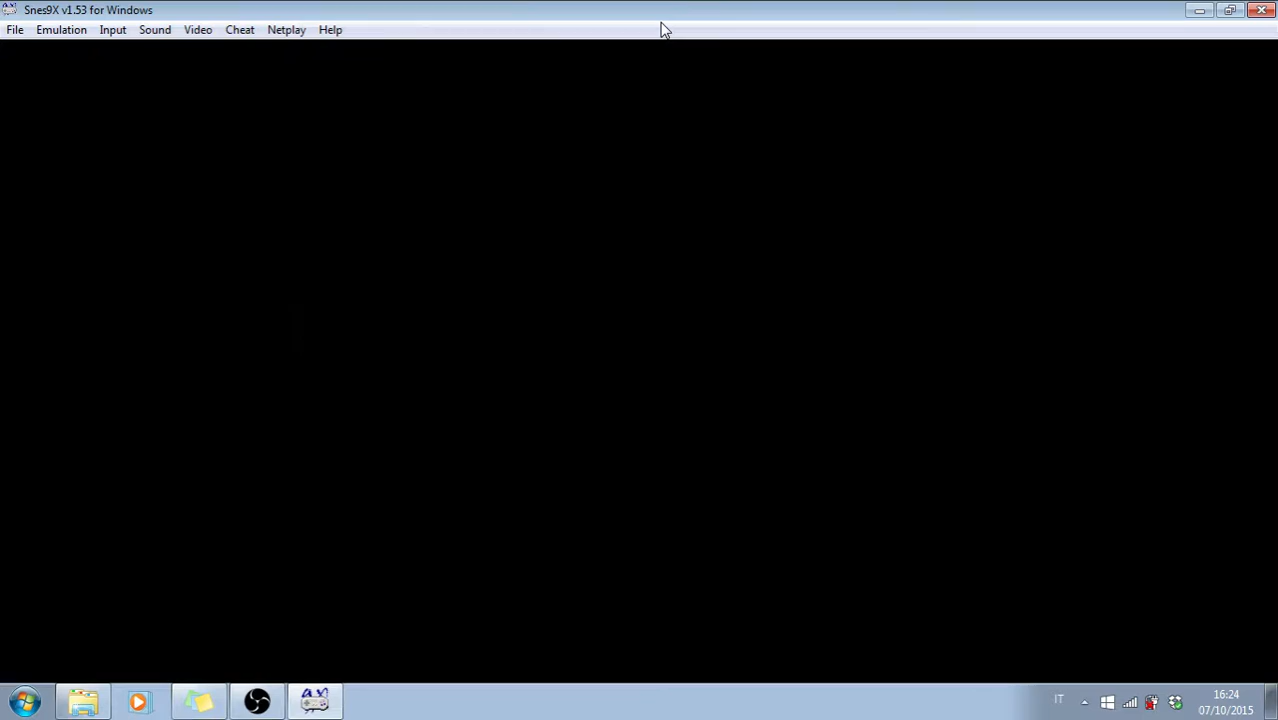 Snes9X v1.53 for Windows
File Emulation Input Sound Video Cheat Netplay Help
IT
16:24
07/10/2015